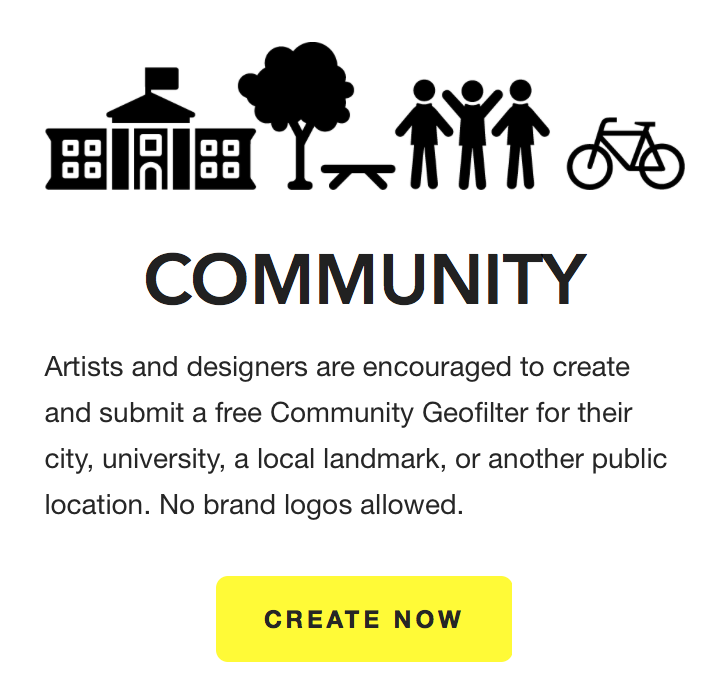 COMMUNITY
Artists and designers are encouraged to create
and submit a free Community Geofilter for their
city, university, a local landmark, or another public
location. No brand logos allowed.
CREATE NOW